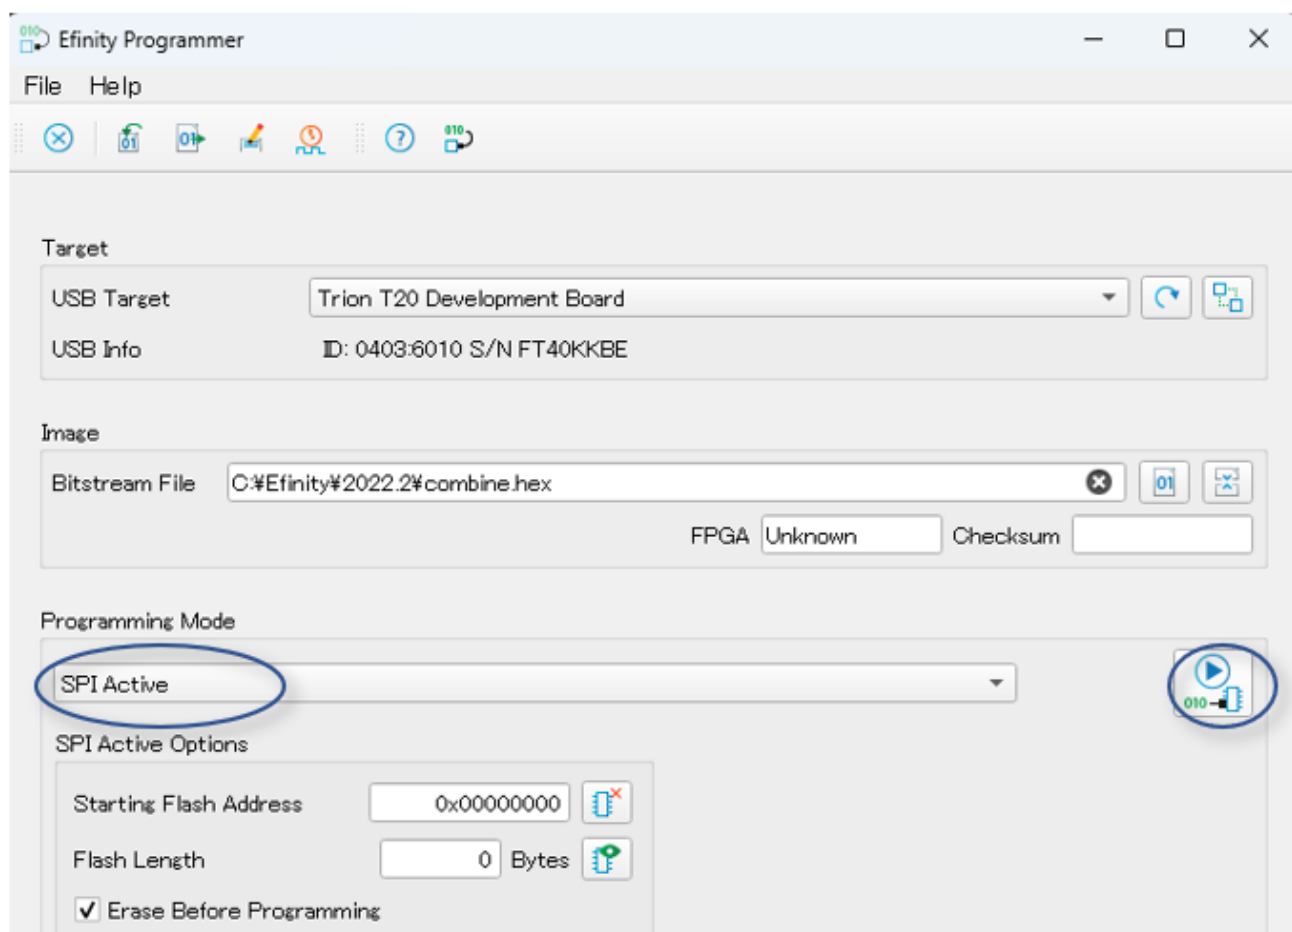 Efinity Programmer
File Help
Target
USB Target Trion T20 Development Board
USB Info ID: 0403:6010 S/N FT40KKBE
Image
Bitstream File C:¥Efinity¥2022.2¥combine.hex
FPGA Unknown Checksum
Programming Mode
SPI Active
010
SPI Active Options
Starting Flash Address 0x00000000
Flash Length 0 Bytes
Erase Before Programming